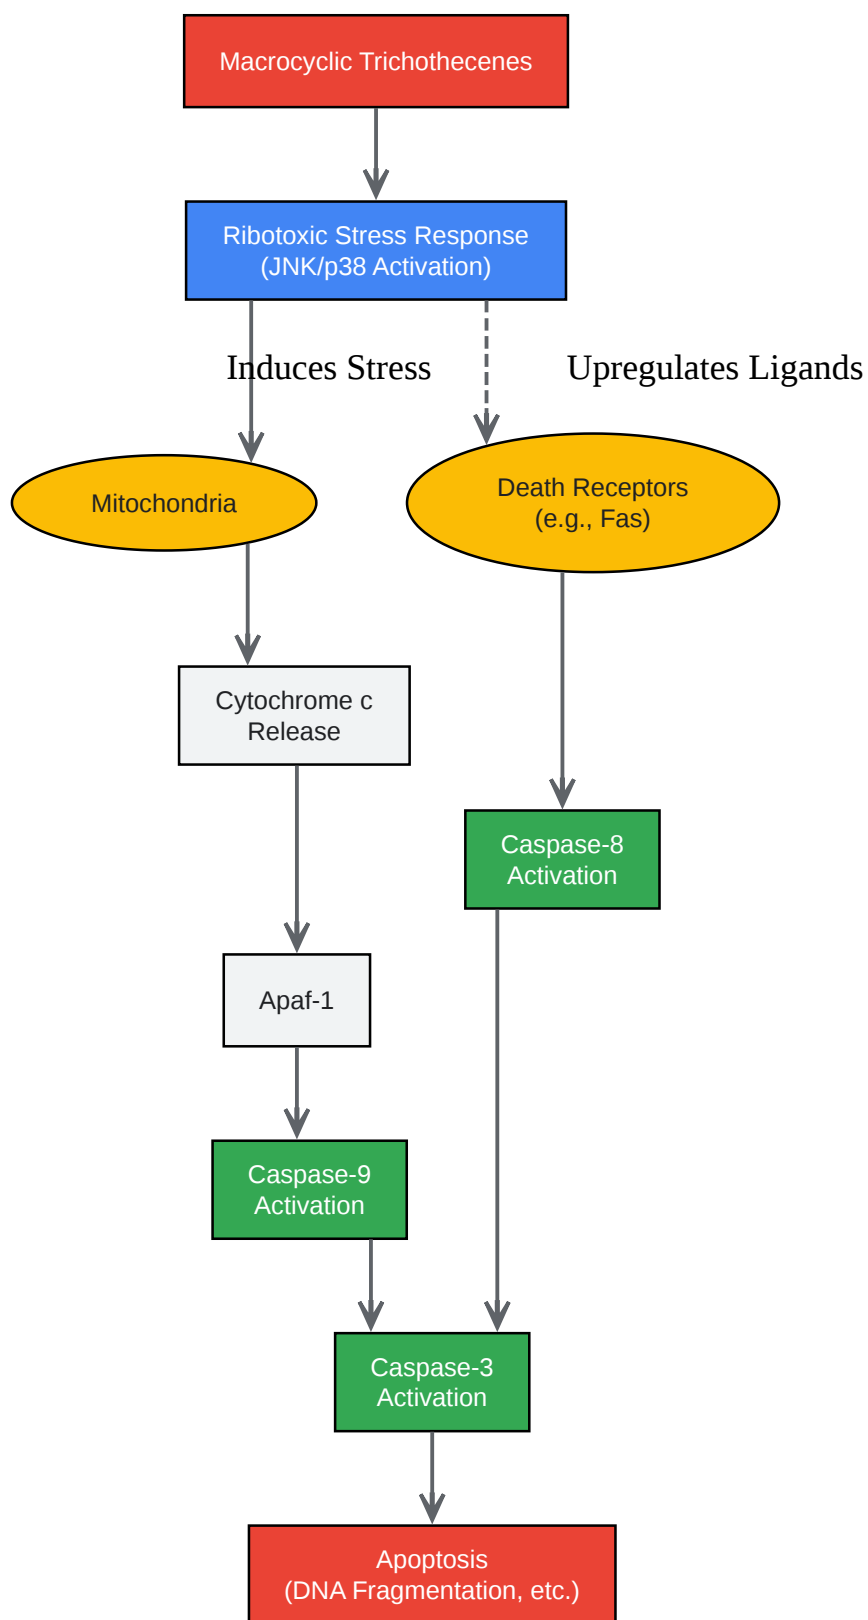 Macrocyclic Trichothecenes
Ribotoxic Stress Response
(JNK/p38 Activation)
Induces Stress
Upregulates Ligands
Mitochondria
Death Receptors
(e.g., Fas)
Cytochrome c
Release
Caspase-8
Activation
Apaf-1
Caspase-9
Activation
Caspase-3
Activation
Apoptosis
(DNA Fragmentation, etc.)